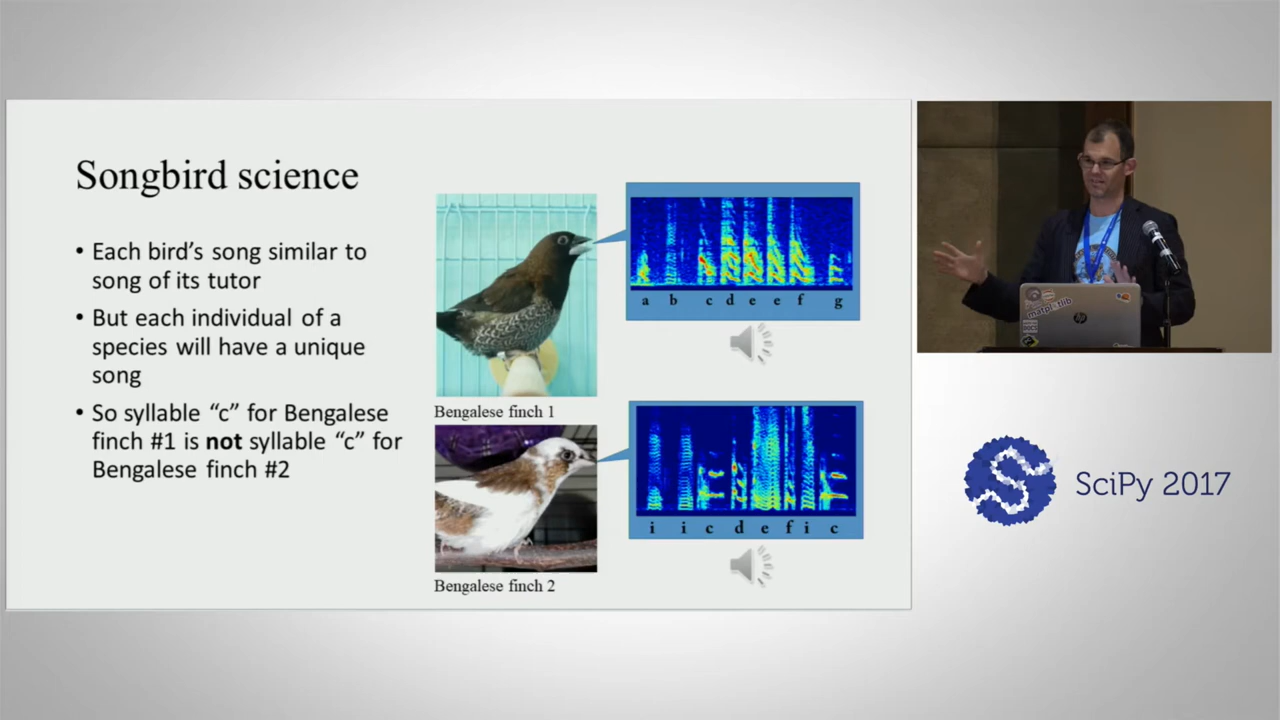 Songbird science
• Each bird's song similar to
song of its tutor
• But each individual of a
species will have a unique
song
• So syllable "c" for Bengalese
finch #1 is not syllable "c" for
Bengalese finch #2
a b c d e e f g
Bengalese finch 1
i i c d e f i c
Bengalese finch 2
matplotlib
hp
SciPy 2017